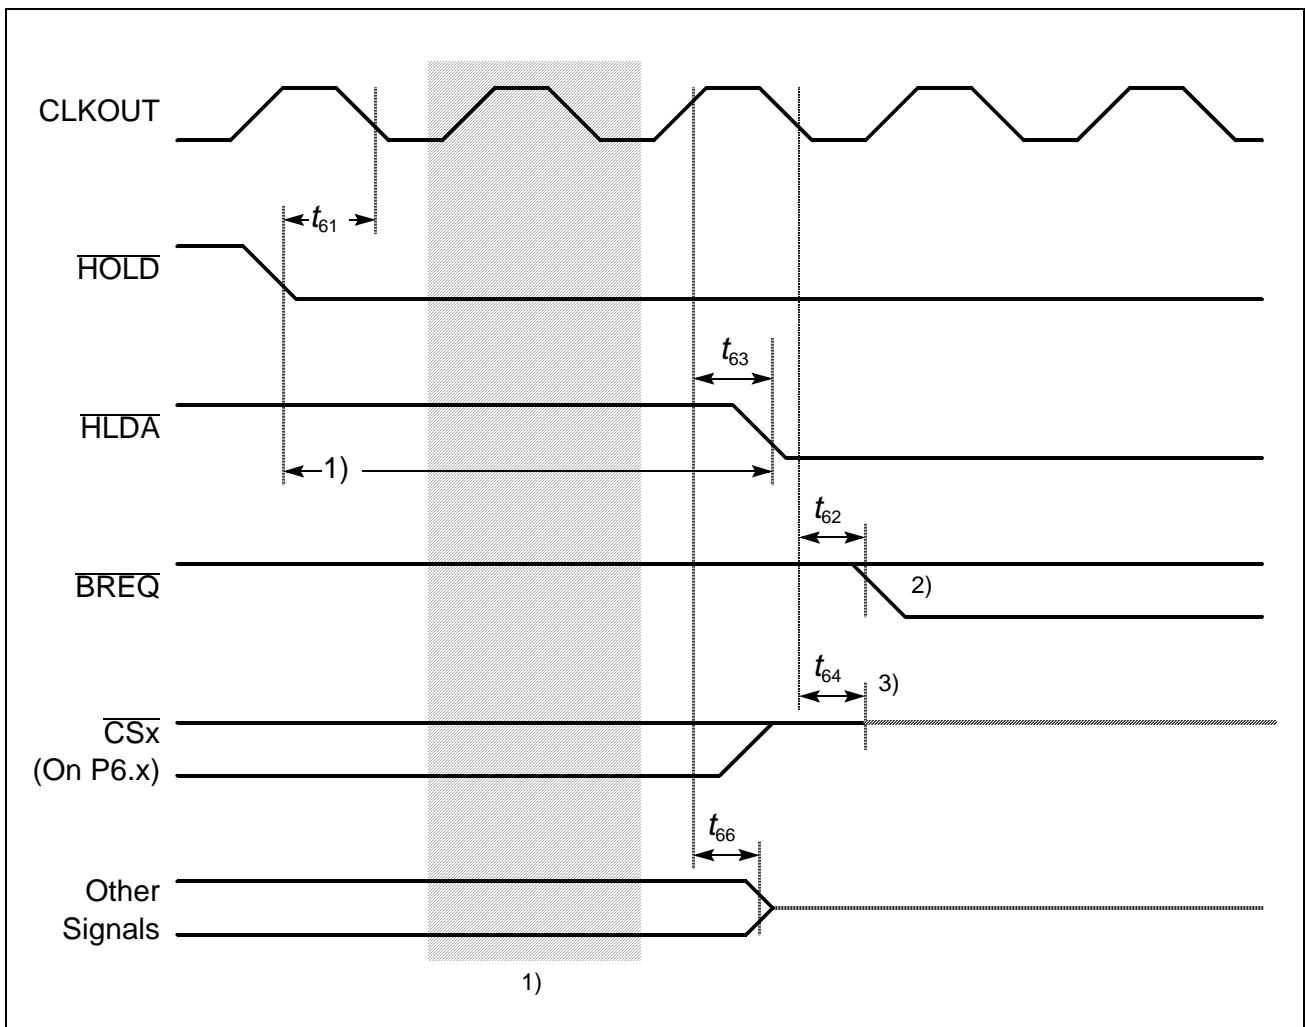 CLKOUT
t61
HOLD
t63
HLDA
1)
t62
BREQ
2)
t64
3)
CSx
(On P6.x)
t66
Other
Signals
1)